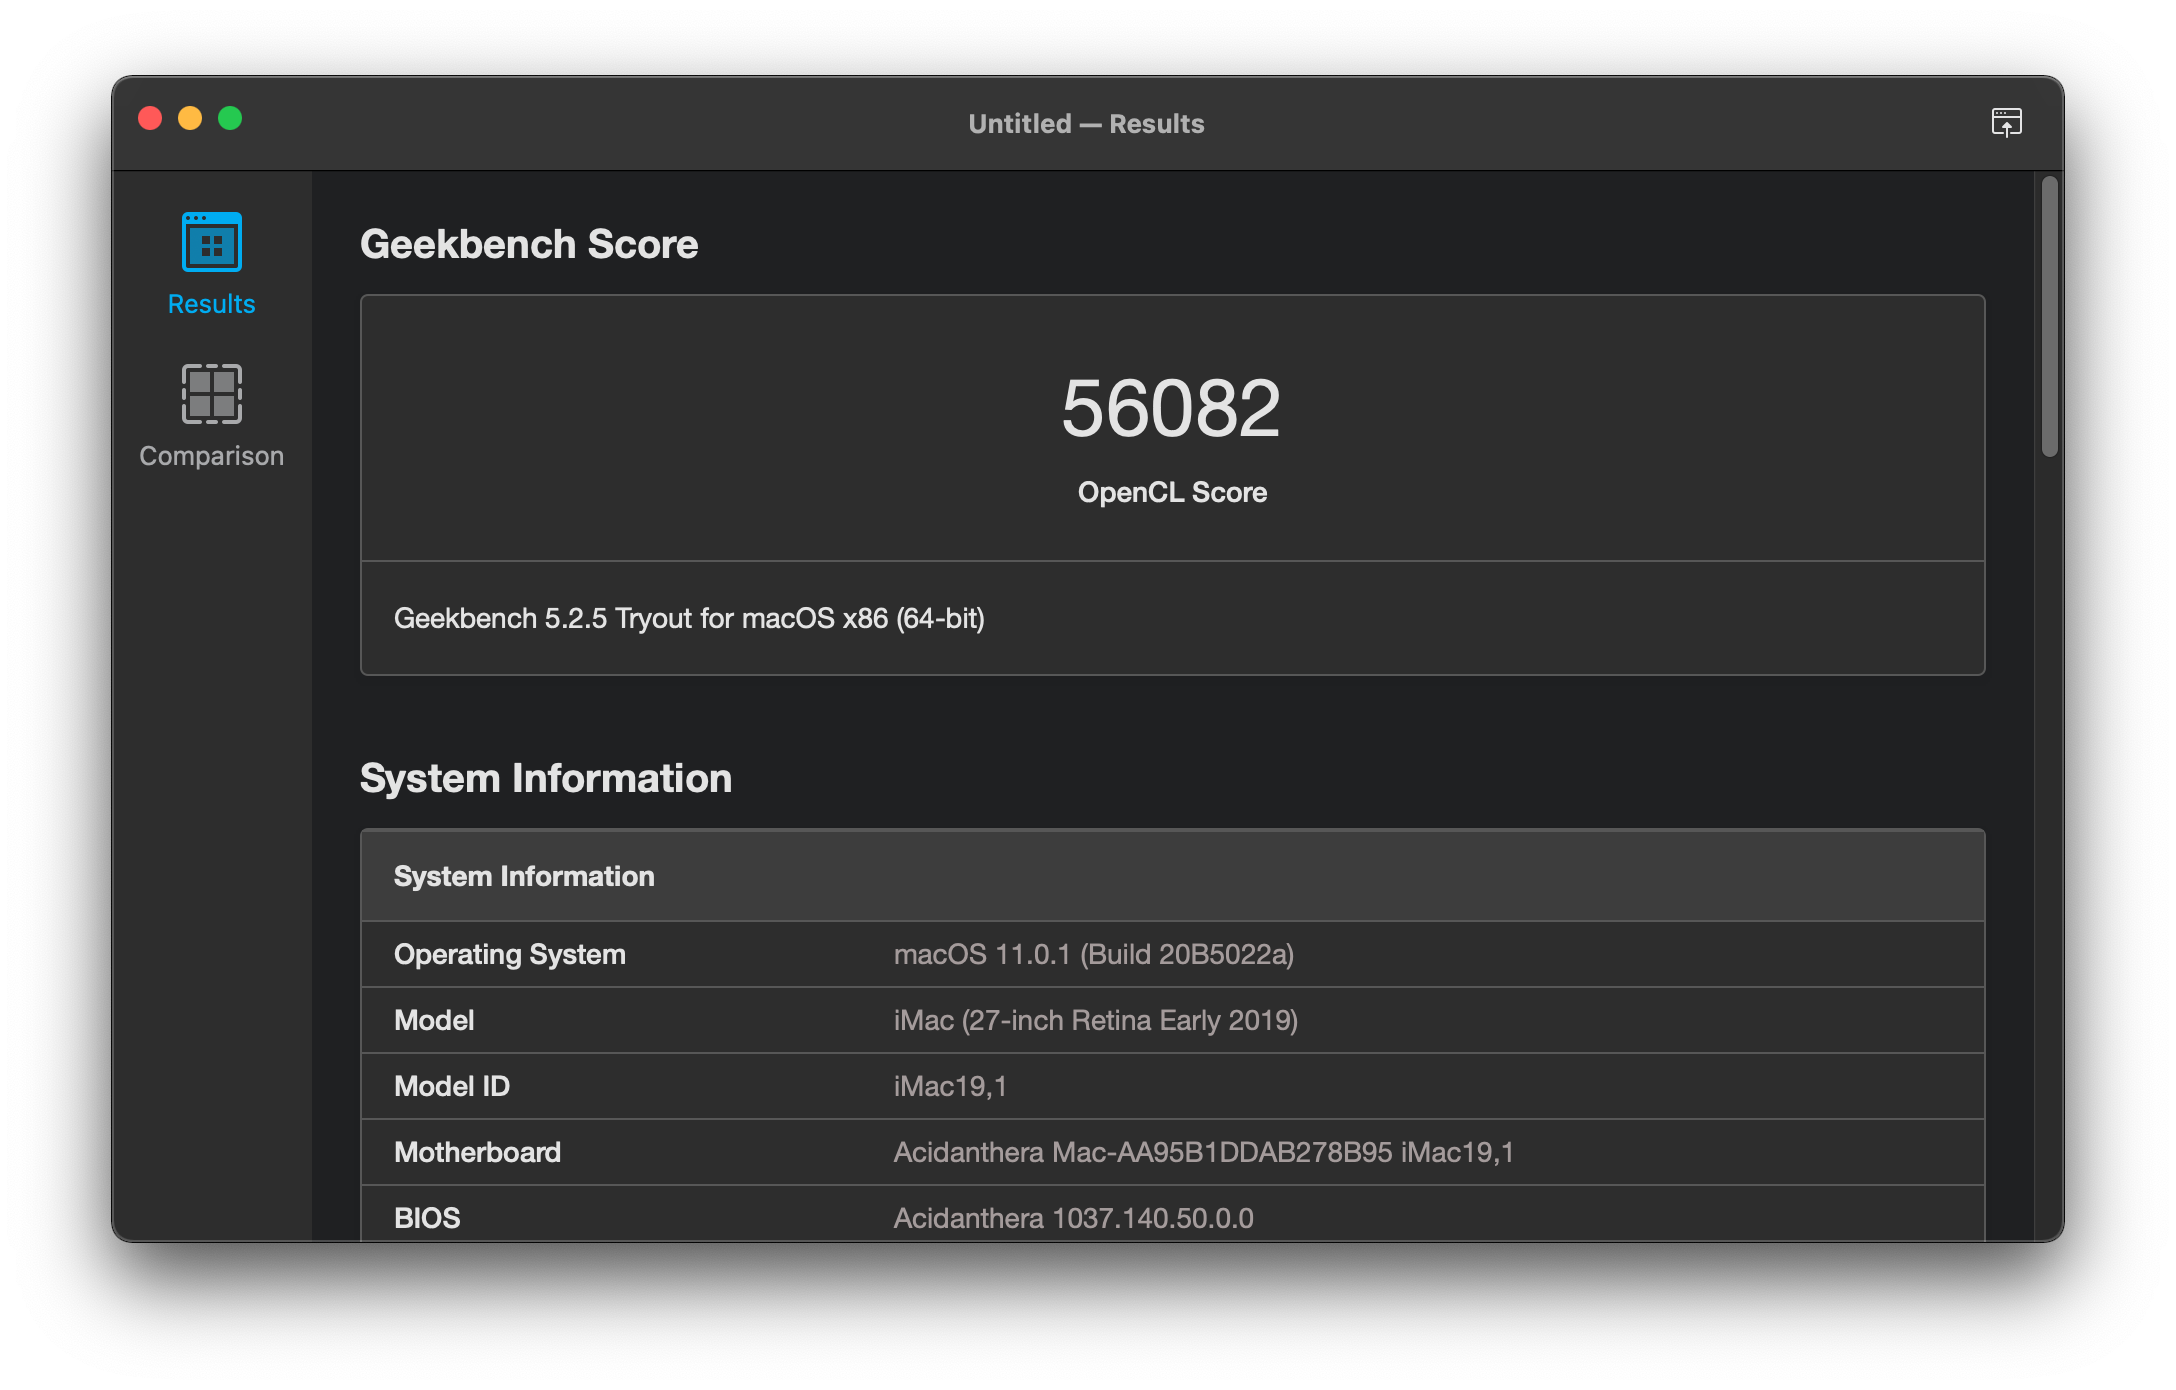 Untitled — Results
Results
Comparison
Geekbench Score
56082
OpenCL Score
Geekbench 5.2.5 Tryout for macOS x86 (64-bit)
System Information
System Information
Operating System macOS 11.0.1 (Build 20B5022a)
Model iMac (27-inch Retina Early 2019)
Model ID iMac19,1
Motherboard Acidanthera Mac-AA95B1DDAB278B95 iMac19,1
BIOS Acidanthera 1037.140.50.0.0